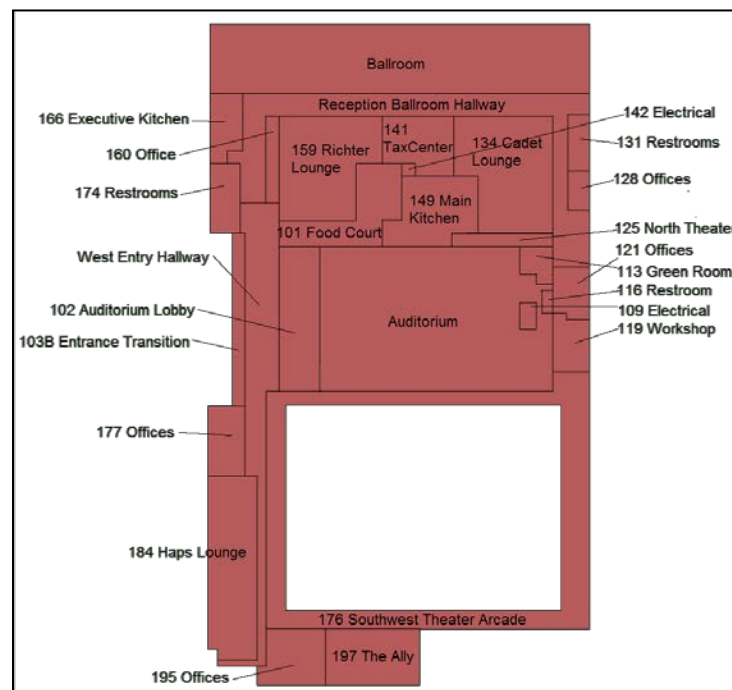 Ballroom
Reception Ballroom Hallway
142 Electrical
166 Executive Kitchen
141
TaxCenter
134 Cadet
Lounge
131 Restrooms
160 Office
159 Richter
Lounge
128 Offices
174 Restrooms
149 Main
Kitchen
101 Food Court
125 North Theater
121 Offices
West Entry Hallway
113 Green Room
116 Restroom
102 Auditorium Lobby
Auditorium
109 Electrical
103B Entrance Transition
119 Workshop
177 Offices
184 Haps Lounge
176 Southwest Theater Arcade
197 The Ally
195 Offices